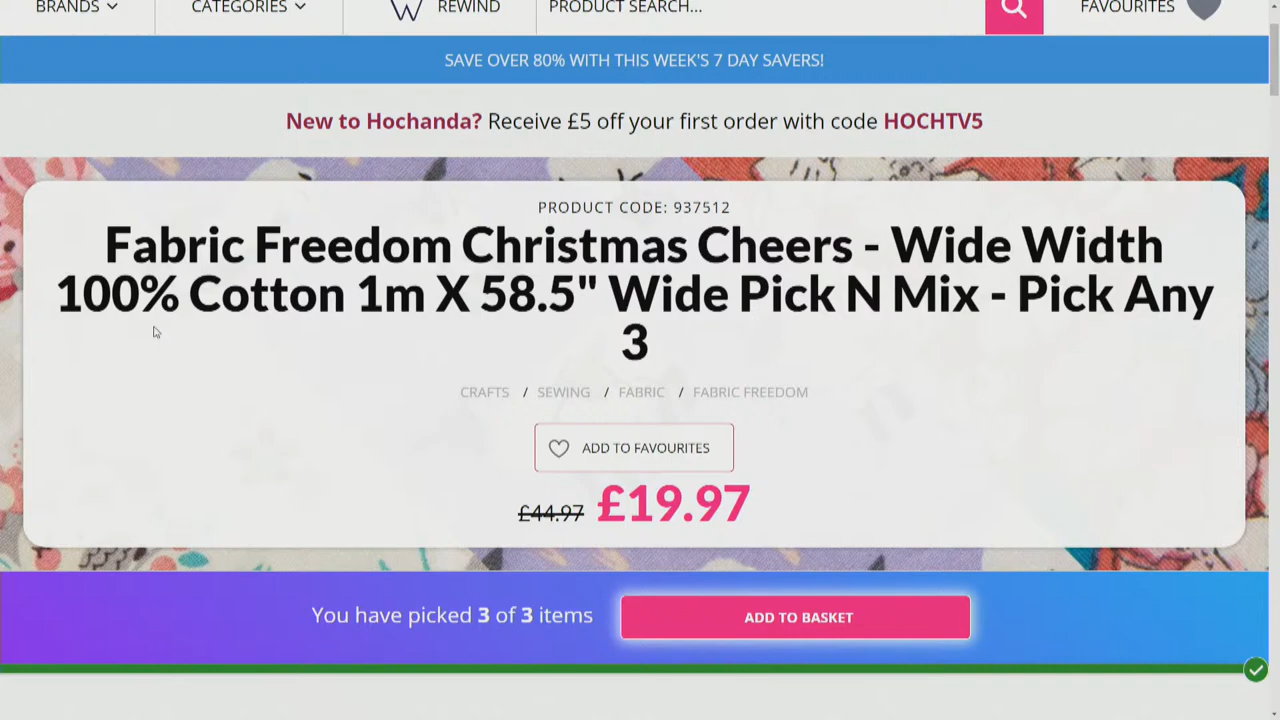 BRANDS CATEGORIES REWIND PRODUCT SEARCH... FAVOURITES
SAVE OVER 80% WITH THIS WEEK'S 7 DAY SAVERS!
New to Hochanda? Receive £5 off your first order with code HOCHTV5
PRODUCT CODE: 937512
Fabric Freedom Christmas Cheers - Wide Width
100% Cotton 1m X 58.5" Wide Pick N Mix - Pick Any
3
CRAFTS / SEWING / FABRIC / FABRIC FREEDOM
ADD TO FAVOURITES
£44.97 £19.97
You have picked 3 of 3 items ADD TO BASKET